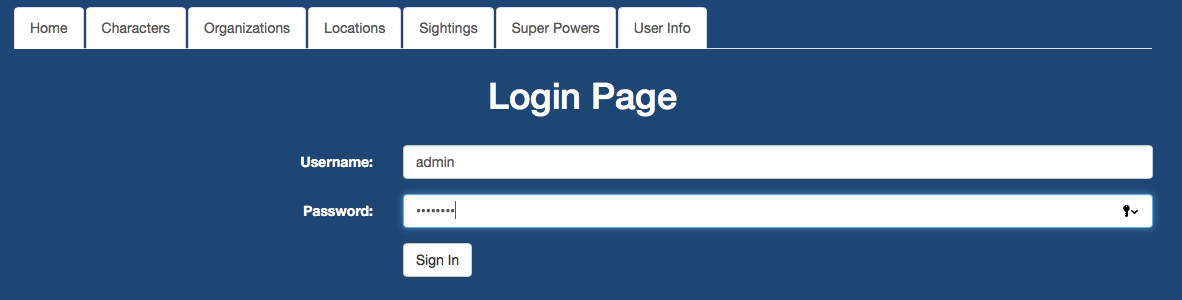 Home Characters Organizations Locations Sightings Super Powers User Info
Login Page
Username: admin
Password: ••••••••
Sign In